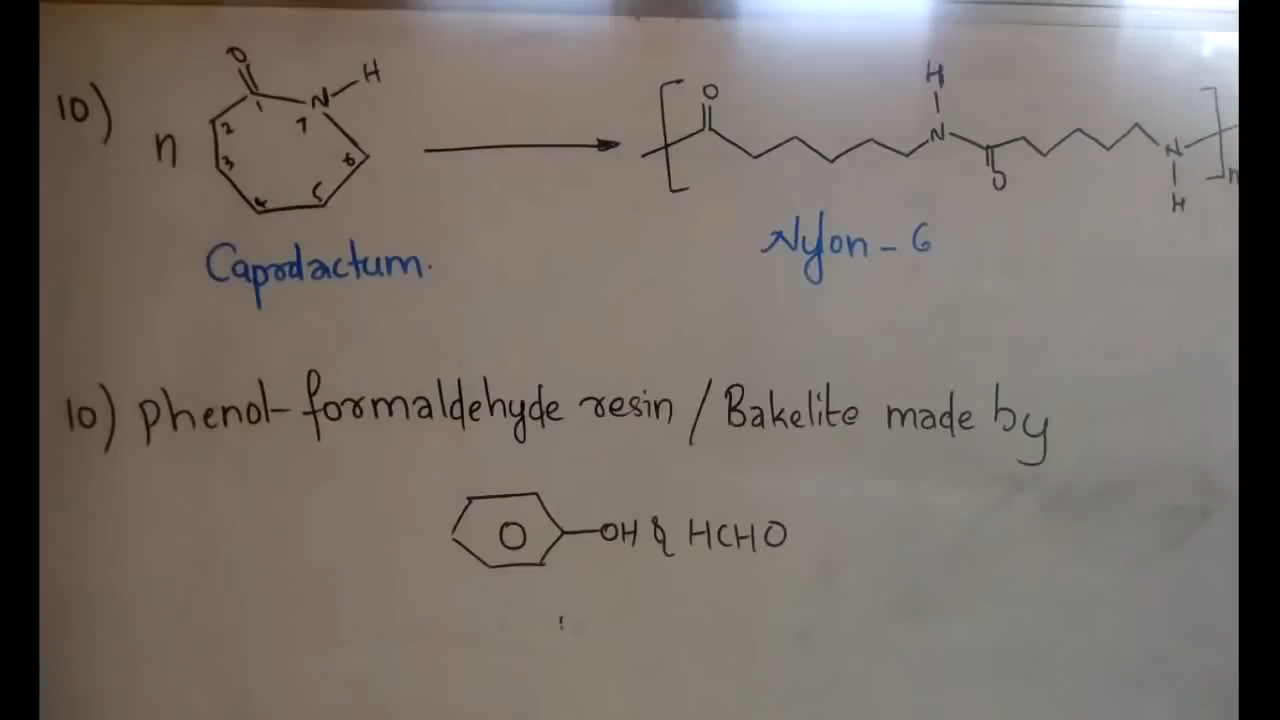 10)
n
O
N
H
1
2
3
4
5
6
7
O
H
N
O
N
H
n
Caprolactum.
Nylon - 6
10) Phenol-formaldehyde resin / Bakelite made by
O -OH & HCHO